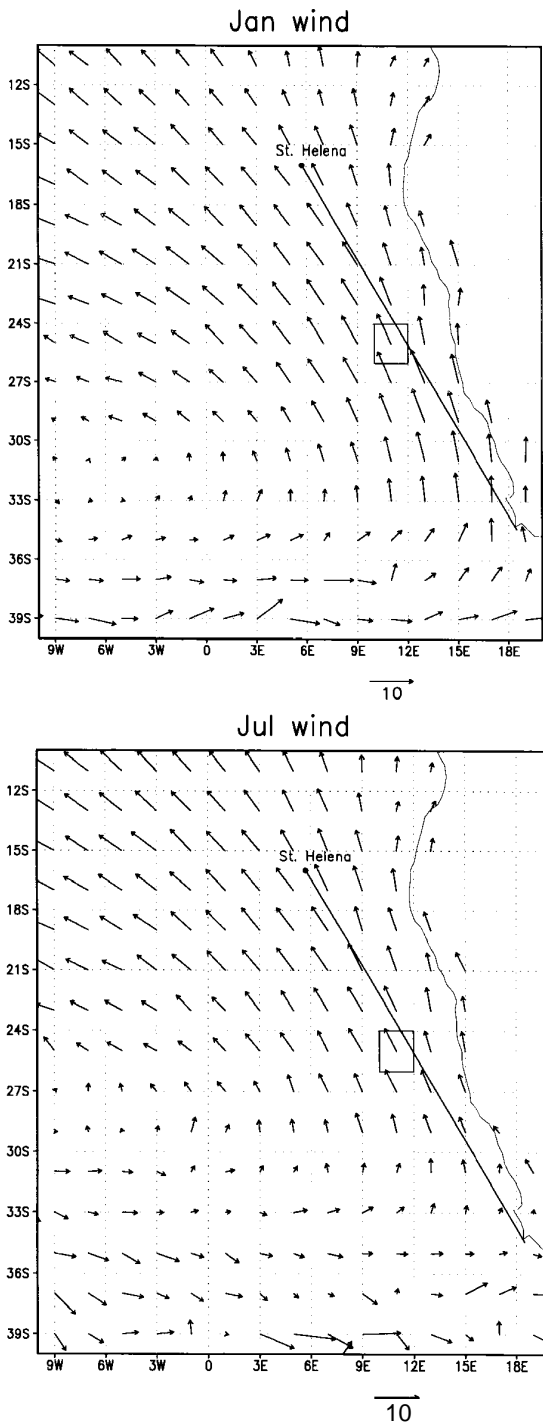 Jan wind
12S
15S
St. Helena
18S
21S
24S
27S
30S
33S
36S
39S
9W 6W 3W 0 3E 6E 9E 12E 15E 18E
10
Jul wind
12S
15S
St. Helena
18S
21S
24S
27S
30S
33S
36S
39S
9W 6W 3W 0 3E 6E 9E 12E 15E 18E
10